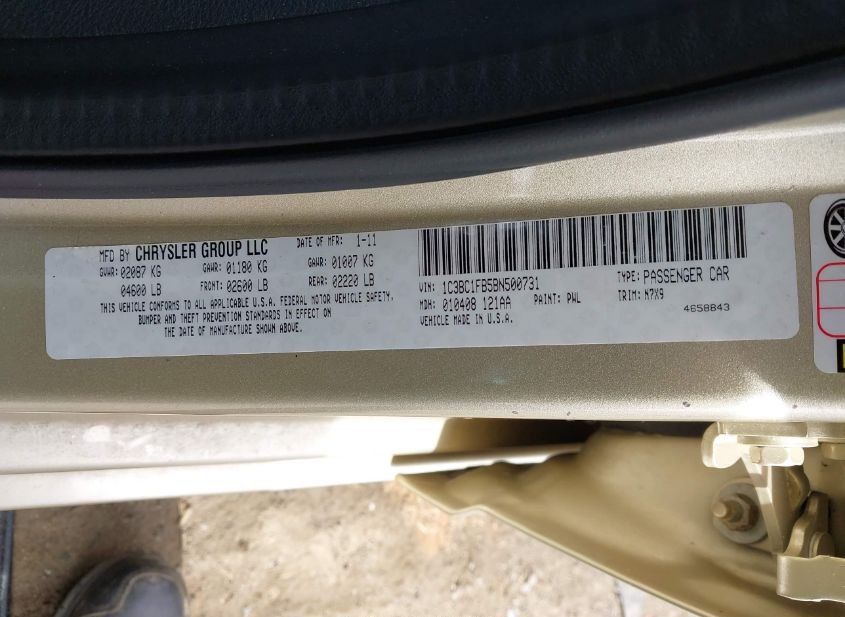 MFD BY CHRYSLER GROUP LLC DATE OF MFR: 1-11
GVWR: 02087 KG GAWR: 01180 KG GAWR: 01007 KG
04600 LB FRONT: 02600 LB REAR: 02220 LB
THIS VEHICLE CONFORMS TO ALL APPLICABLE U.S.A. FEDERAL MOTOR VEHICLE SAFETY,
BUMPER AND THEFT PREVENTION STANDARDS IN EFFECT ON
THE DATE OF MANUFACTURE SHOWN ABOVE.
VIN: 1C3BC1FB5BN500731 TYPE: PASSENGER CAR
MDH: 010408 121AA PAINT: PWL TRIM: N7X9
VEHICLE MADE IN U.S.A. 4658843